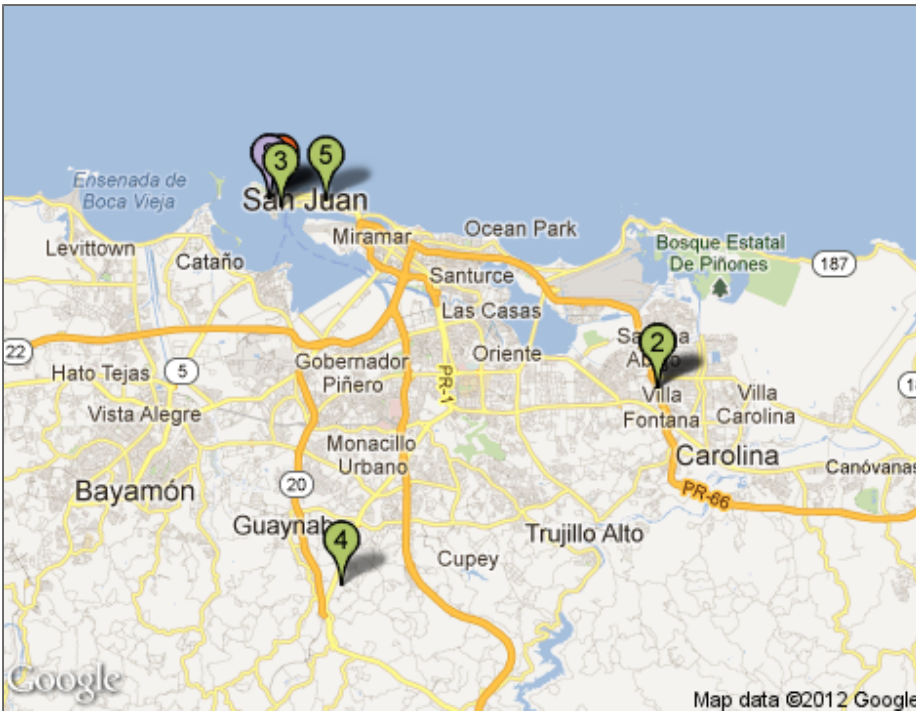 3
5
Ensenada de
Boca Vieja
San Juan
Levittown
Cataño
Miramar
Ocean Park
Bosque Estatal
De Piñones
187
Santurce
Las Casas
22
Hato Tejas
5
Gobernador
Piñero
PR-1
Oriente
2
Villa
Fontana
Villa
Carolina
Vista Alegre
Monacillo
Urbano
Carolina
Canóvanas
20
Bayamón
PR-66
Guaynab
4
Cupey
Trujillo Alto
Google
Map data ©2012 Google